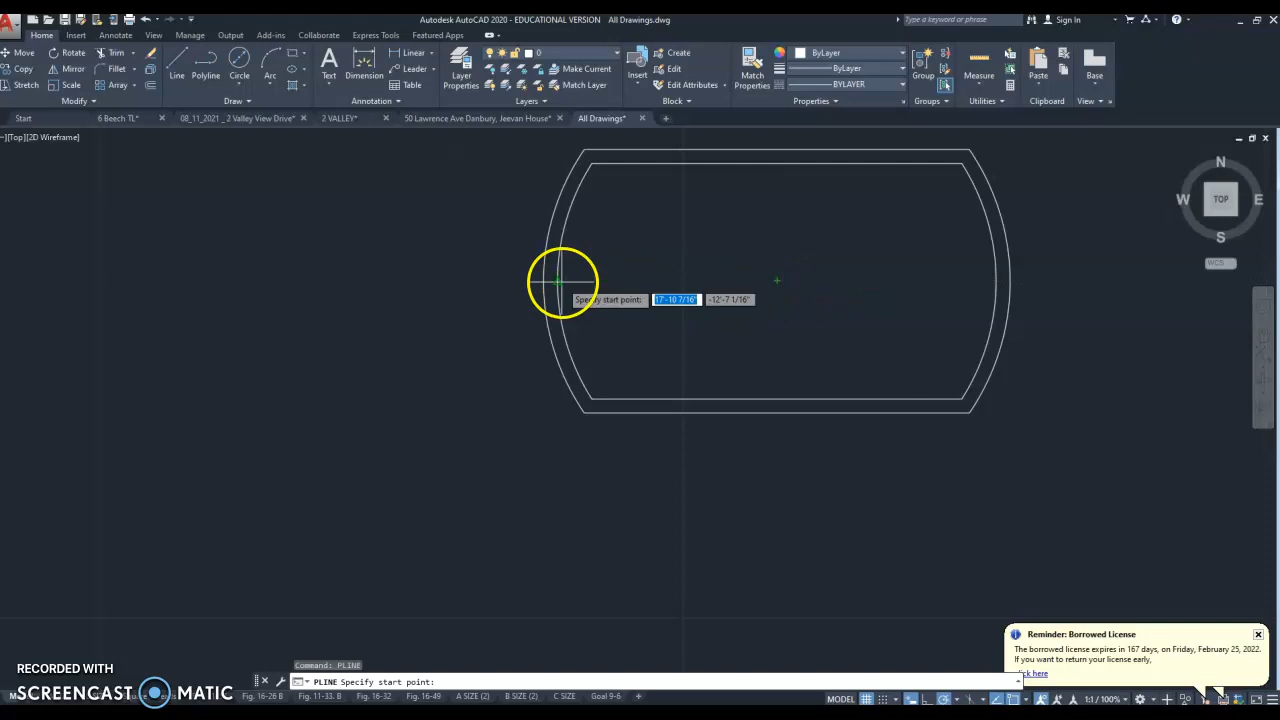 Autodesk AutoCAD 2020 - EDUCATIONAL VERSION All Drawings.dwg
Type a keyword or phrase
Sign In
Home Insert Annotate Parametric View Manage Output Add-ins Collaborate Express Tools Featured Apps
Move Rotate Trim
Copy Mirror Fillet
Stretch Scale Array
Modify
Line Polyline Circle Arc
Draw
Text Dimension
Linear
Leader
Table
Annotation
Layer Properties
0
Make Current
Match Layer
Layers
Insert
Create
Edit
Edit Attributes
Block
Match Properties
ByLayer
ByLayer
BYLAYER
Properties
Group
Groups
Measure
Utilities
Paste
Clipboard
Base
View
Start 6 Beech TL* 08_11_2021 _ 2 Valley View Drive* 2 VALLEY* 50 Lawrence Ave Danbury, Jeevan House* All Drawings*
–][Top][2D Wireframe]
N
W TOP E
S
WCS
Specify start point: 17'-10 7/16" -12'-7 1/16"
Reminder: Borrowed License
The borrowed license expires in 167 days, on Friday, February 25, 2022.
If you want to return your license early,
click here
Command: PLINE
PLINE Specify start point:
RECORDED WITH
SCREENCAST MATIC
Fig. 16-26 B Fig. 11-33. B Fig. 16-32 Fig. 16-49 A SIZE (2) B SIZE (2) C SIZE Goal 9-6
MODEL 1:1 / 100%